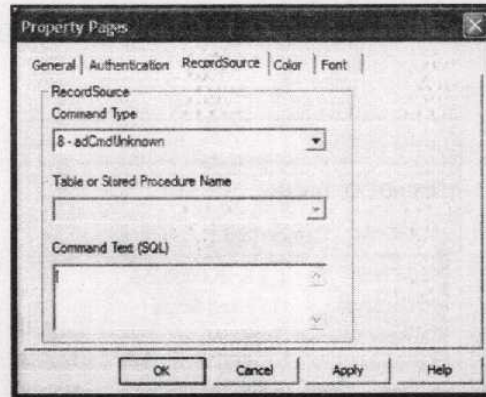 Property Pages
General Authentication RecordSource Color Font
RecordSource
Command Type
8 - adCmdUnknown
Table or Stored Procedure Name
Command Text (SQL)
OK Cancel Apply Help